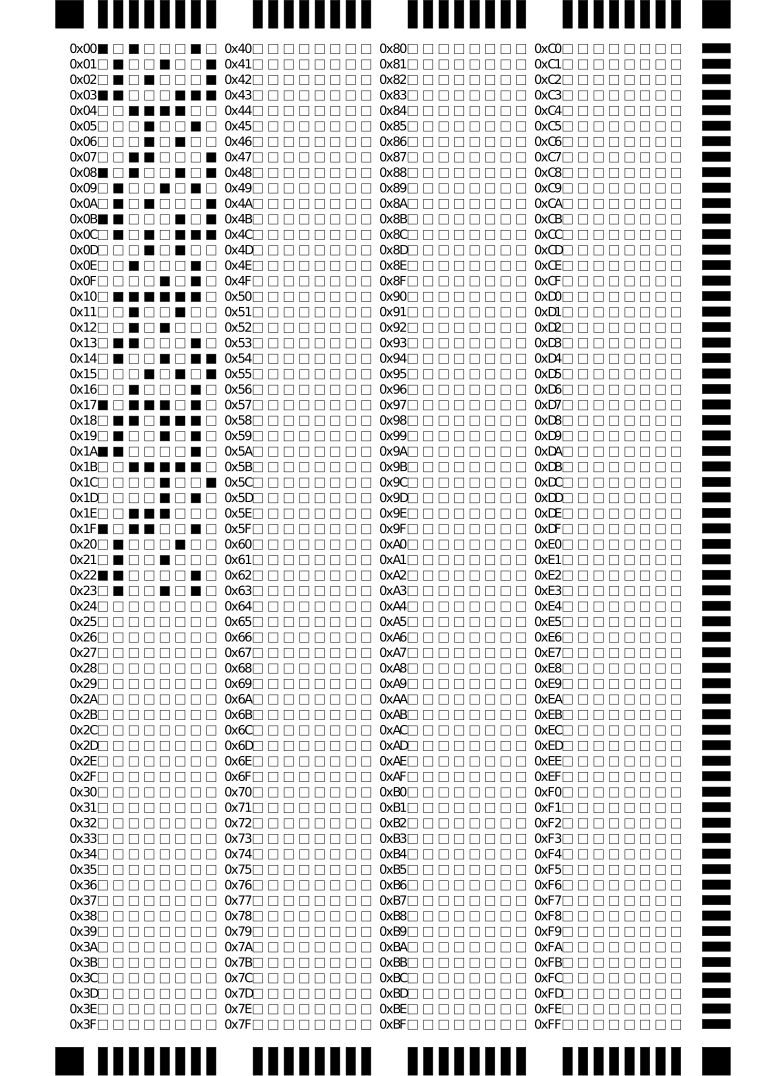 0x00 0x40 0x80 0xC0
0x01 0x41 0x81 0xC1
0x02 0x42 0x82 0xC2
0x03 0x43 0x83 0xC3
0x04 0x44 0x84 0xC4
0x05 0x45 0x85 0xC5
0x06 0x46 0x86 0xC6
0x07 0x47 0x87 0xC7
0x08 0x48 0x88 0xC8
0x09 0x49 0x89 0xC9
0x0A 0x4A 0x8A 0xCA
0x0B 0x4B 0x8B 0xCB
0x0C 0x4C 0x8C 0xCC
0x0D 0x4D 0x8D 0xCD
0x0E 0x4E 0x8E 0xCE
0x0F 0x4F 0x8F 0xCF
0x10 0x50 0x90 0xD0
0x11 0x51 0x91 0xD1
0x12 0x52 0x92 0xD2
0x13 0x53 0x93 0xD3
0x14 0x54 0x94 0xD4
0x15 0x55 0x95 0xD5
0x16 0x56 0x96 0xD6
0x17 0x57 0x97 0xD7
0x18 0x58 0x98 0xD8
0x19 0x59 0x99 0xD9
0x1A 0x5A 0x9A 0xDA
0x1B 0x5B 0x9B 0xDB
0x1C 0x5C 0x9C 0xDC
0x1D 0x5D 0x9D 0xDD
0x1E 0x5E 0x9E 0xDE
0x1F 0x5F 0x9F 0xDF
0x20 0x60 0xA0 0xE0
0x21 0x61 0xA1 0xE1
0x22 0x62 0xA2 0xE2
0x23 0x63 0xA3 0xE3
0x24 0x64 0xA4 0xE4
0x25 0x65 0xA5 0xE5
0x26 0x66 0xA6 0xE6
0x27 0x67 0xA7 0xE7
0x28 0x68 0xA8 0xE8
0x29 0x69 0xA9 0xE9
0x2A 0x6A 0xAA 0xEA
0x2B 0x6B 0xAB 0xEB
0x2C 0x6C 0xAC 0xEC
0x2D 0x6D 0xAD 0xED
0x2E 0x6E 0xAE 0xEE
0x2F 0x6F 0xAF 0xEF
0x30 0x70 0xB0 0xF0
0x31 0x71 0xB1 0xF1
0x32 0x72 0xB2 0xF2
0x33 0x73 0xB3 0xF3
0x34 0x74 0xB4 0xF4
0x35 0x75 0xB5 0xF5
0x36 0x76 0xB6 0xF6
0x37 0x77 0xB7 0xF7
0x38 0x78 0xB8 0xF8
0x39 0x79 0xB9 0xF9
0x3A 0x7A 0xBA 0xFA
0x3B 0x7B 0xBB 0xFB
0x3C 0x7C 0xBC 0xFC
0x3D 0x7D 0xBD 0xFD
0x3E 0x7E 0xBE 0xFE
0x3F 0x7F 0xBF 0xFF